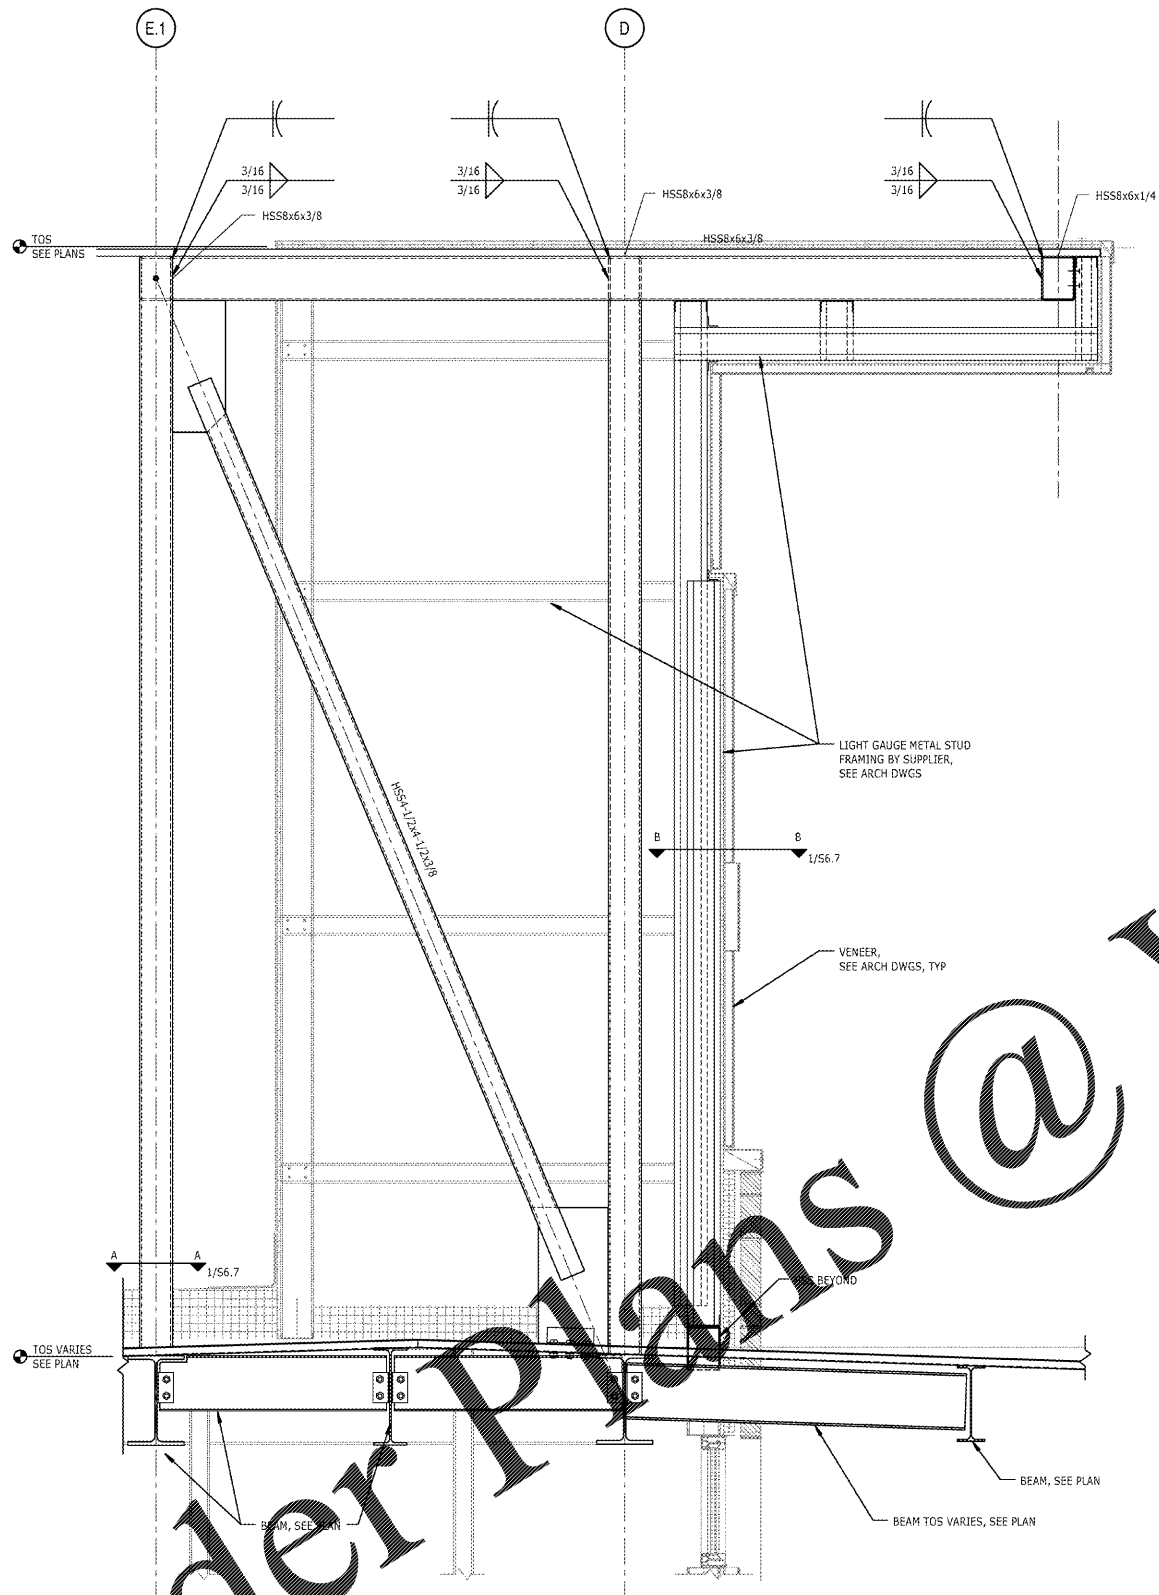 E.1
D
3/16
3/16
3/16
3/16
3/16
3/16
HSS8x6x3/8
HSS8x6x3/8
HSS8x6x1/4
TOS
SEE PLANS
HSS8x6x3/8
HSS4-1/2x4-1/2x3/8
LIGHT GAUGE METAL STUD
FRAMING BY SUPPLIER,
SEE ARCH DWGS
B
B
1/S6.7
VENEER,
SEE ARCH DWGS, TYP
A
A
1/S6.7
HSS BEYOND
TOS VARIES
SEE PLAN
BEAM, SEE PLAN
BEAM, SEE PLAN
BEAM TOS VARIES, SEE PLAN
der Plans @